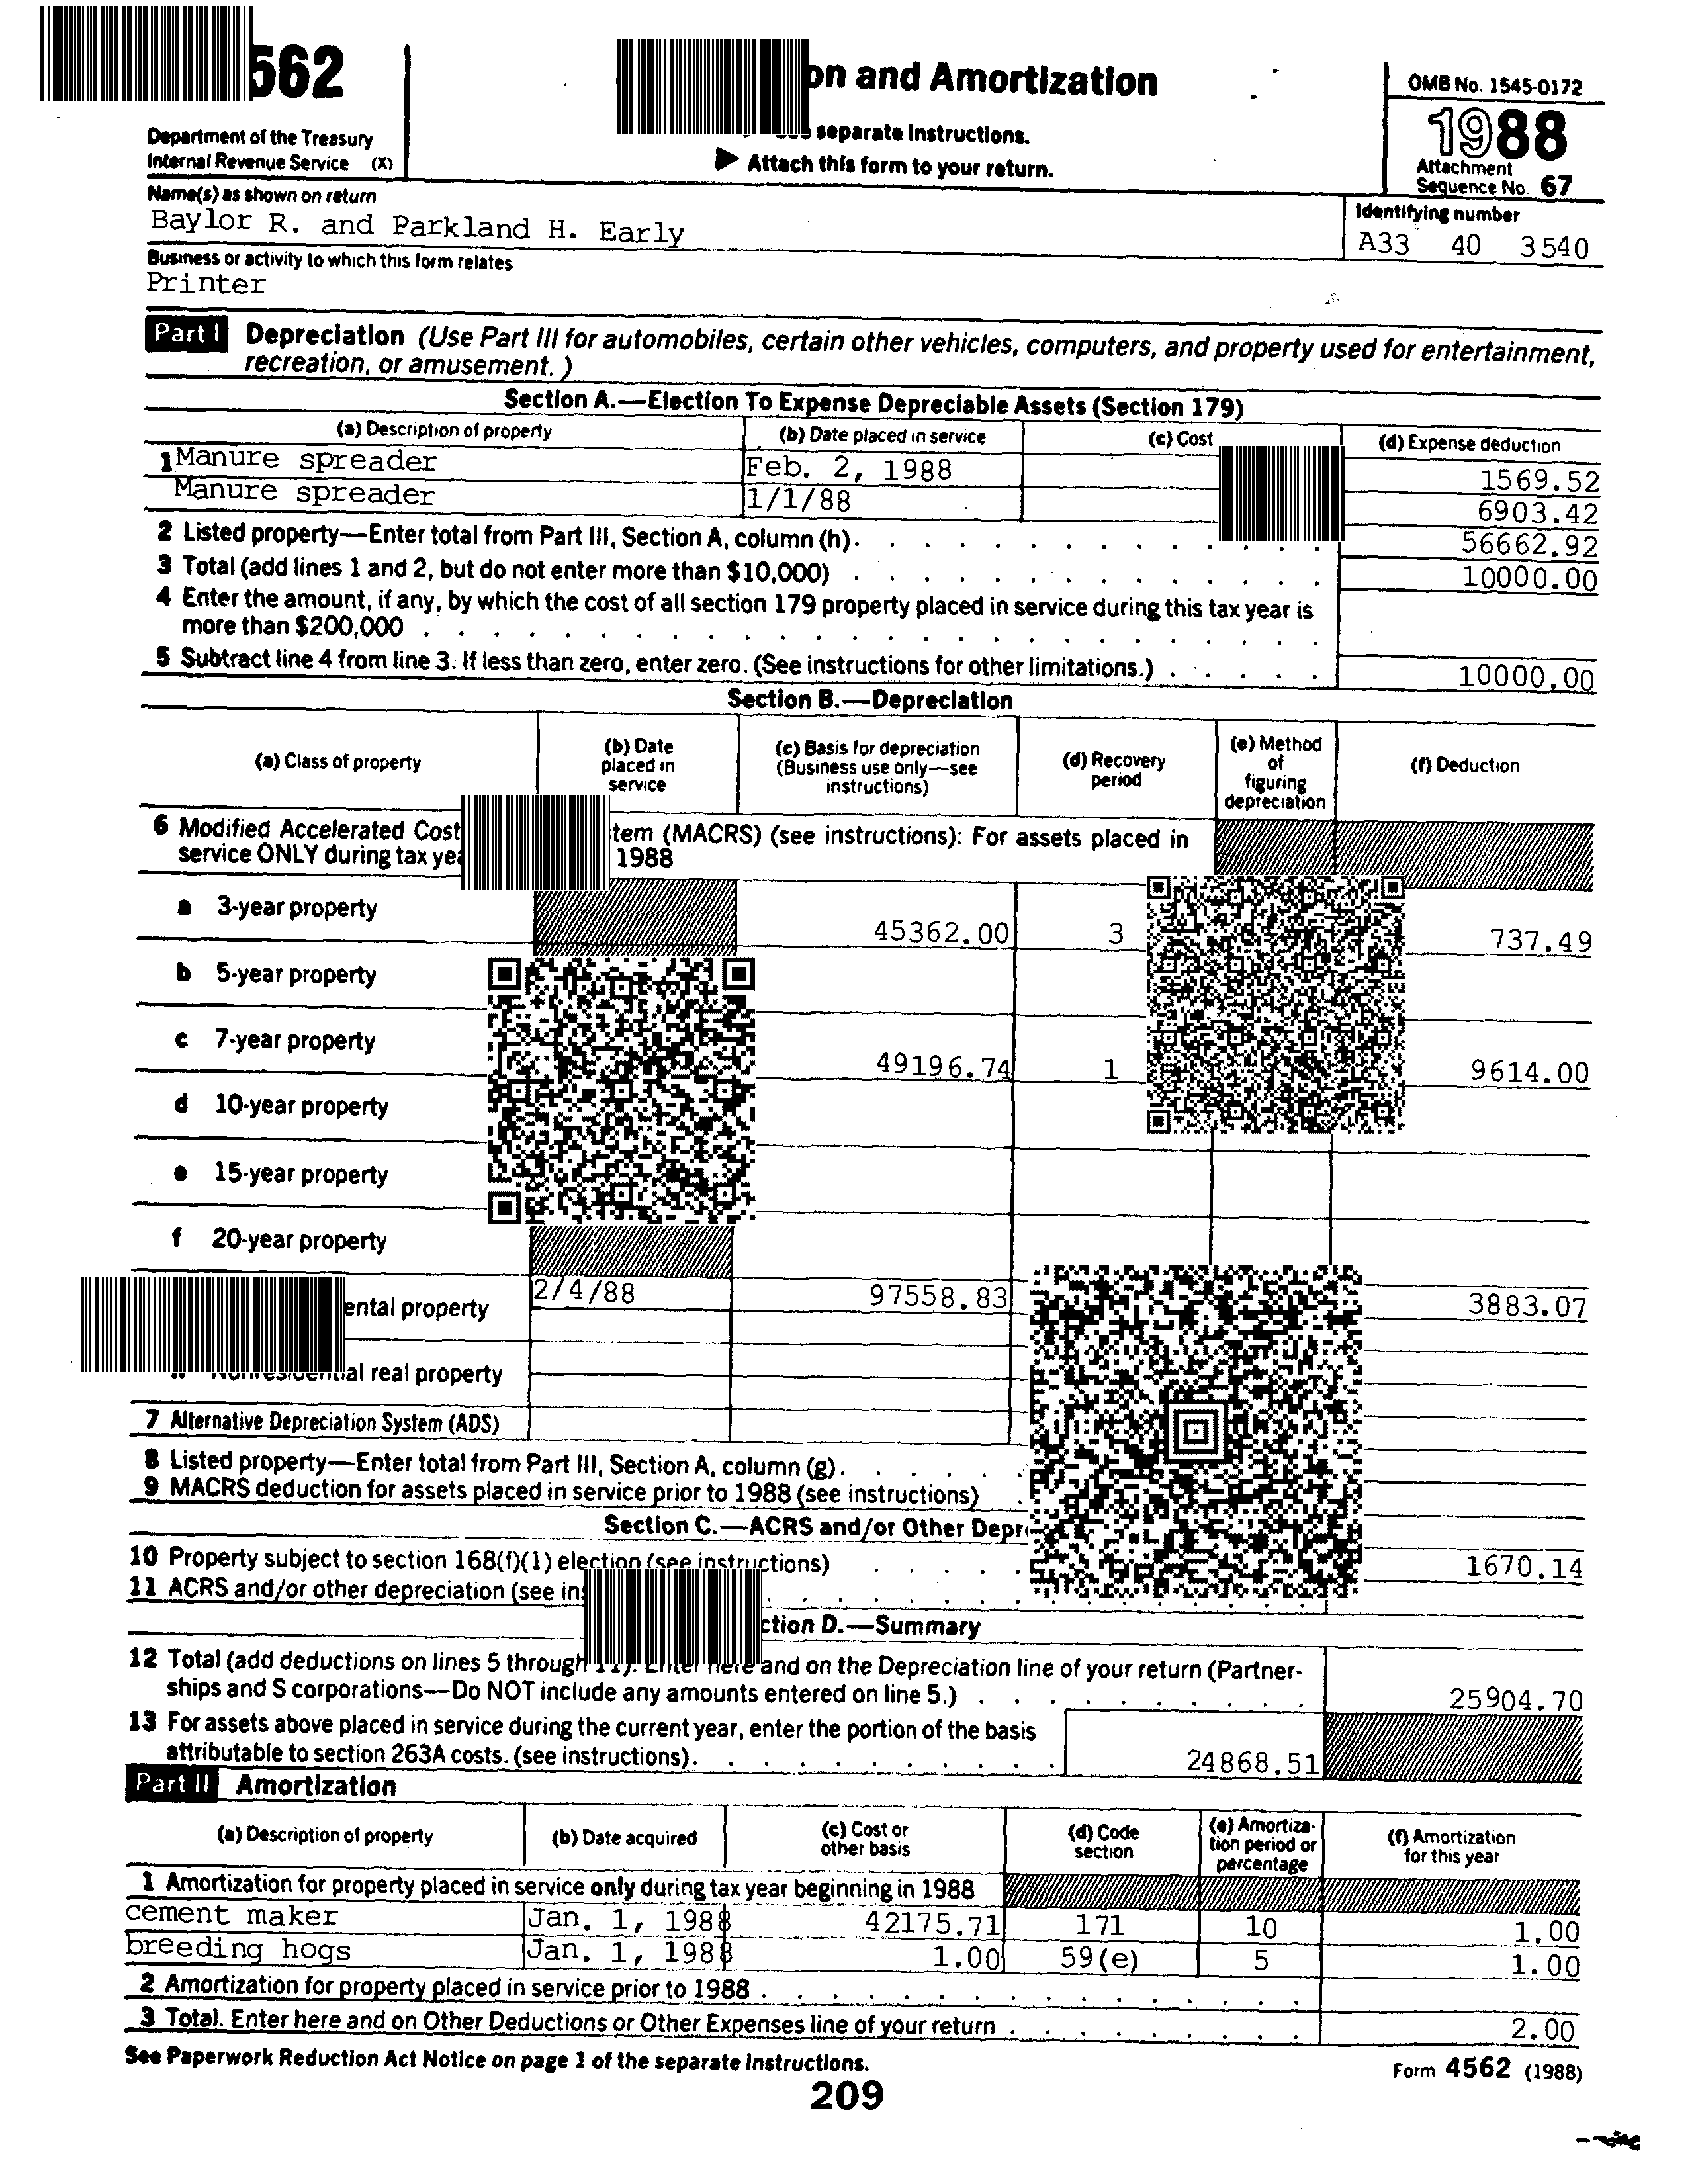 562
on and Amortization
OMB No. 1545-0172
1988
Attachment
Sequence No. 67
Department of the Treasury
Internal Revenue Service (X)
separate Instructions.
▶ Attach this form to your return.
Name(s) as shown on return
Baylor R. and Parkland H. Early
Identifying number
A33 40 3540
Business or activity to which this form relates
Printer
Part I Depreciation (Use Part III for automobiles, certain other vehicles, computers, and property used for entertainment,
recreation, or amusement.)
Section A.—Election To Expense Depreciable Assets (Section 179)
(a) Description of property (b) Date placed in service (c) Cost (d) Expense deduction
1 Manure spreader Feb. 2, 1988 1569.52
Manure spreader 1/1/88 6903.42
2 Listed property—Enter total from Part III, Section A, column (h). 56662.92
3 Total (add lines 1 and 2, but do not enter more than $10,000) 10000.00
4 Enter the amount, if any, by which the cost of all section 179 property placed in service during this tax year is
more than $200,000
5 Subtract line 4 from line 3. If less than zero, enter zero. (See instructions for other limitations.) 10000.00
Section B.—Depreciation
(a) Class of property
(b) Date
placed in
service
(c) Basis for depreciation
(Business use only—see
instructions)
(d) Recovery
period
(e) Method
of
figuring
depreciation
(f) Deduction
6 Modified Accelerated Cost tem (MACRS) (see instructions): For assets placed in
service ONLY during tax 1988
a 3-year property 45362.00 3 737.49
b 5-year property
c 7-year property 49196.74 1 9614.00
d 10-year property
e 15-year property
f 20-year property
ental property 2/4/88 97558.83 3883.07
real property
7 Alternative Depreciation System (ADS)
8 Listed property—Enter total from Part III, Section A, column (g).
9 MACRS deduction for assets placed in service prior to 1988 (see instructions)
Section C.—ACRS and/or Other
10 Property subject to section 168(f)(1) election (see instructions) 1670.14
11 ACRS and/or other depreciation (see
ction D.—Summary
12 Total (add deductions on lines 5 through and on the Depreciation line of your return (Partner-
ships and S corporations—Do NOT include any amounts entered on line 5.) 25904.70
13 For assets above placed in service during the current year, enter the portion of the basis
attributable to section 263A costs. (see instructions). 24868.51
Part II Amortization
(a) Description of property
(b) Date acquired
(c) Cost or
other basis
(d) Code
section
(e) Amortiza-
tion period or
percentage
(f) Amortization
for this year
1 Amortization for property placed in service only during tax year beginning in 1988
cement maker Jan. 1, 1988 42175.71 171 10 1.00
breeding hogs Jan. 1, 1988 1.00 59(e) 5 1.00
2 Amortization for property placed in service prior to 1988
3 Total. Enter here and on Other Deductions or Other Expenses line of your return 2.00
See Paperwork Reduction Act Notice on page 1 of the separate Instructions.
Form 4562 (1988)
209